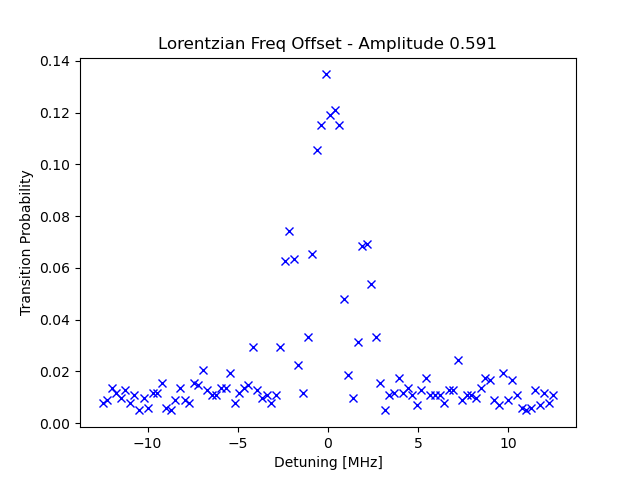 Lorentzian Freq Offset - Amplitude 0.591
0.14
0.12
0.10
0.08
0.06
0.04
0.02
0.00
Transition Probability
−10 −5 0 5 10
Detuning [MHz]